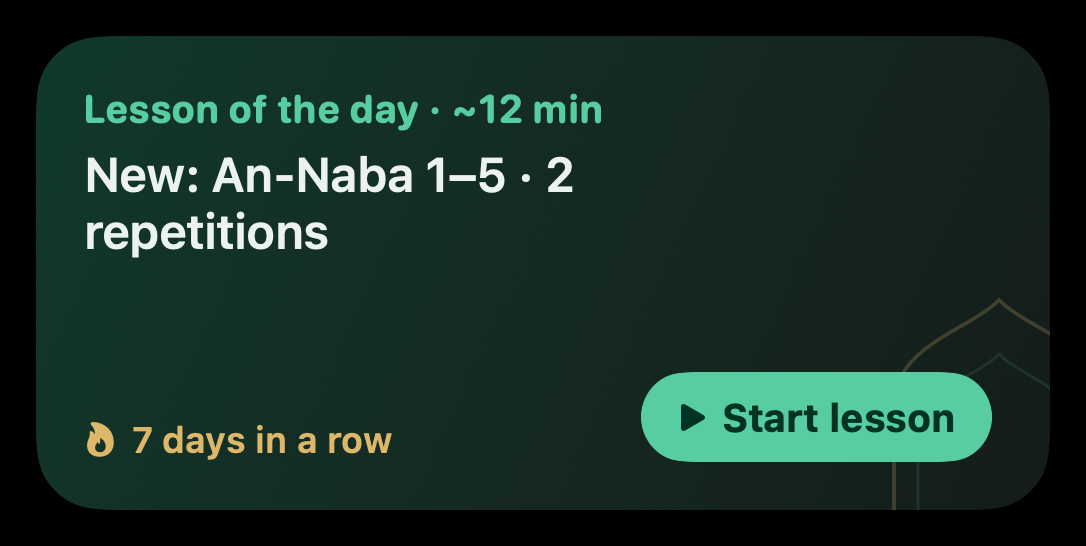 Lesson of the day · ~12 min
New: An-Naba 1–5 · 2
repetitions
7 days in a row
Start lesson